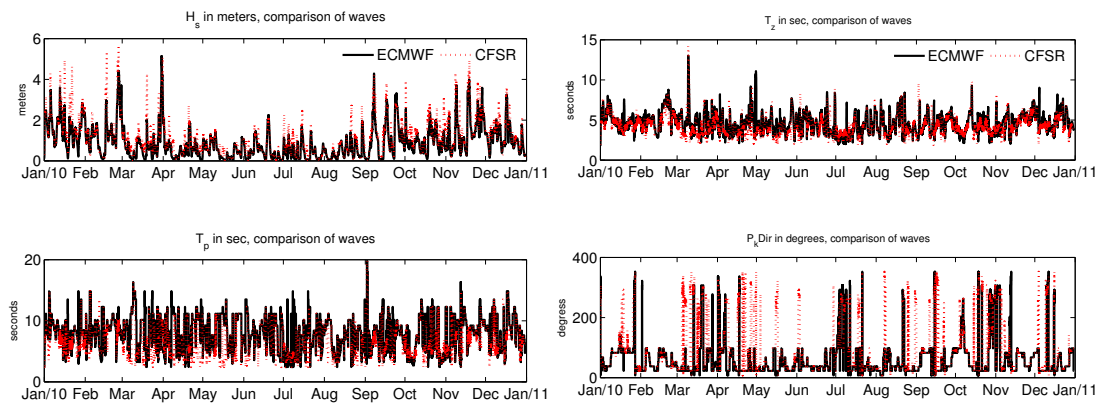 H_s in meters, comparison of waves
ECMWF CFSR
meters
6
4
2
0
Jan/10 Feb Mar Apr May Jun Jul Aug Sep Oct Nov Dec Jan/11
T_z in sec, comparison of waves
ECMWF CFSR
seconds
15
10
5
0
Jan/10 Feb Mar Apr May Jun Jul Aug Sep Oct Nov Dec Jan/11
T_p in sec, comparison of waves
seconds
20
10
0
Jan/10 Feb Mar Apr May Jun Jul Aug Sep Oct Nov Dec Jan/11
P_kDir in degrees, comparison of waves
degress
400
200
0
Jan/10 Feb Mar Apr May Jun Jul Aug Sep Oct Nov Dec Jan/11